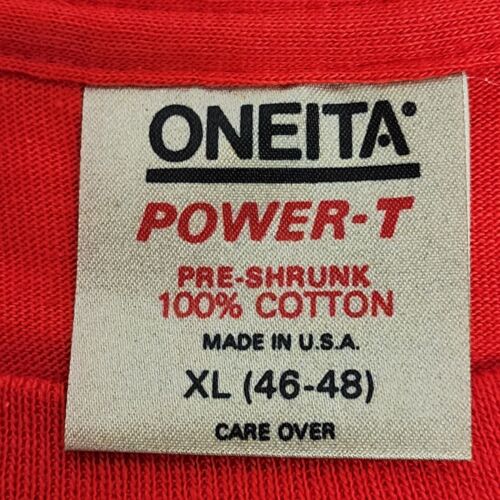 ONEITA
POWER-T
PRE-SHRUNK
100% COTTON
MADE IN U.S.A.
XL (46-48)
CARE OVER